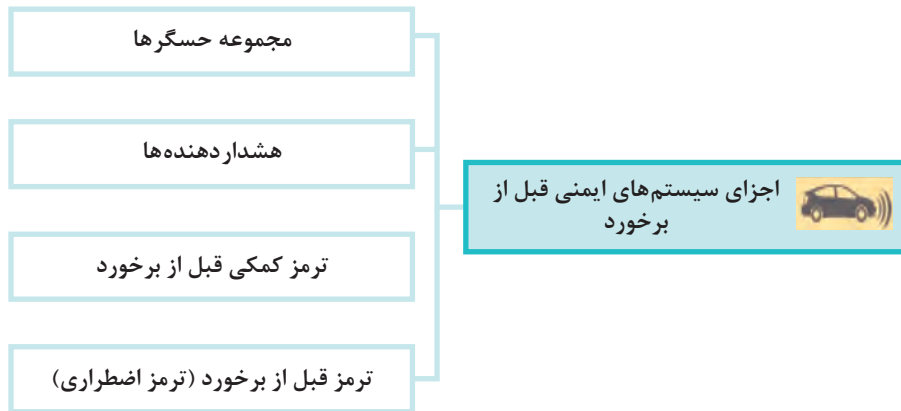 اجزای سیستم‌های ایمنی قبل از
برخورد
مجموعه حسگرها
هشداردهنده‌ها
ترمز کمکی قبل از برخورد
ترمز قبل از برخورد (ترمز اضطراری)